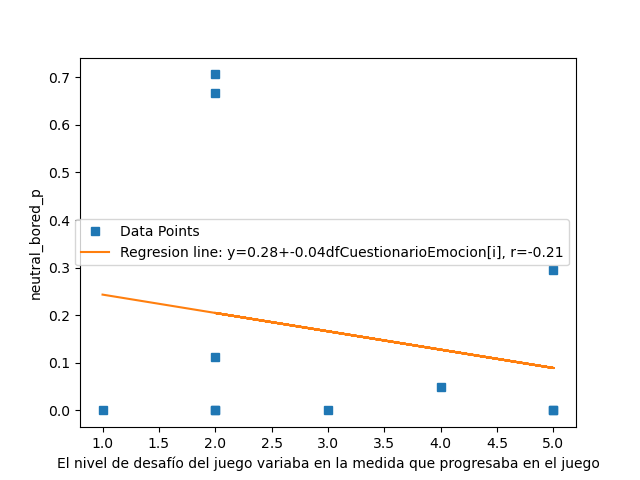 0.7
0.6
0.5
0.4
0.3
0.2
0.1
0.0
neutral_bored_p
Data Points
Regresion line: y=0.28+-0.04dfCuestionarioEmocion[i], r=-0.21
1.0 1.5 2.0 2.5 3.0 3.5 4.0 4.5 5.0
El nivel de desafío del juego variaba en la medida que progresaba en el juego